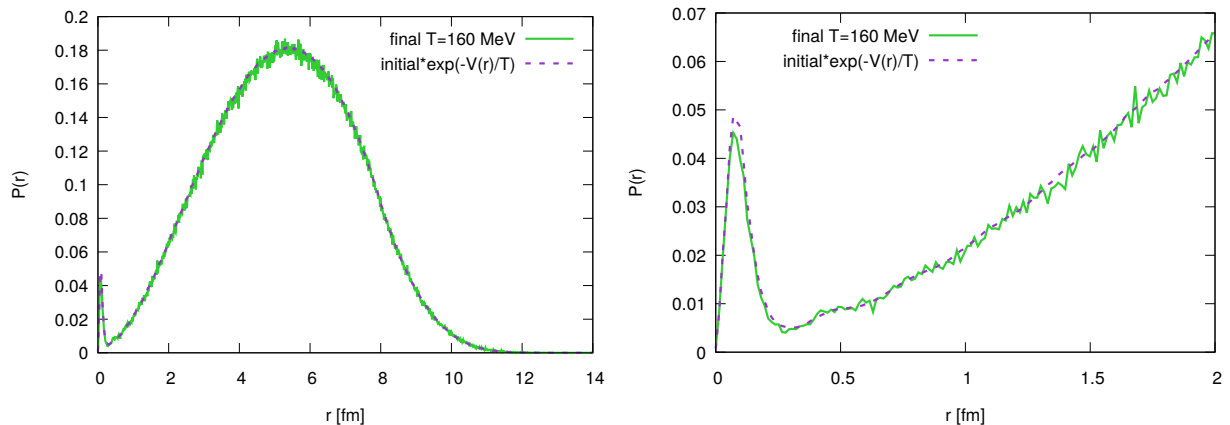 0.2
0.18
0.16
0.14
0.12
0.1
0.08
0.06
0.04
0.02
0
P(r)
final T=160 MeV
initial*exp(-V(r)/T)
0 2 4 6 8 10 12 14
r [fm]
0.07
0.06
0.05
0.04
0.03
0.02
0.01
0
P(r)
final T=160 MeV
initial*exp(-V(r)/T)
0 0.5 1 1.5 2
r [fm]